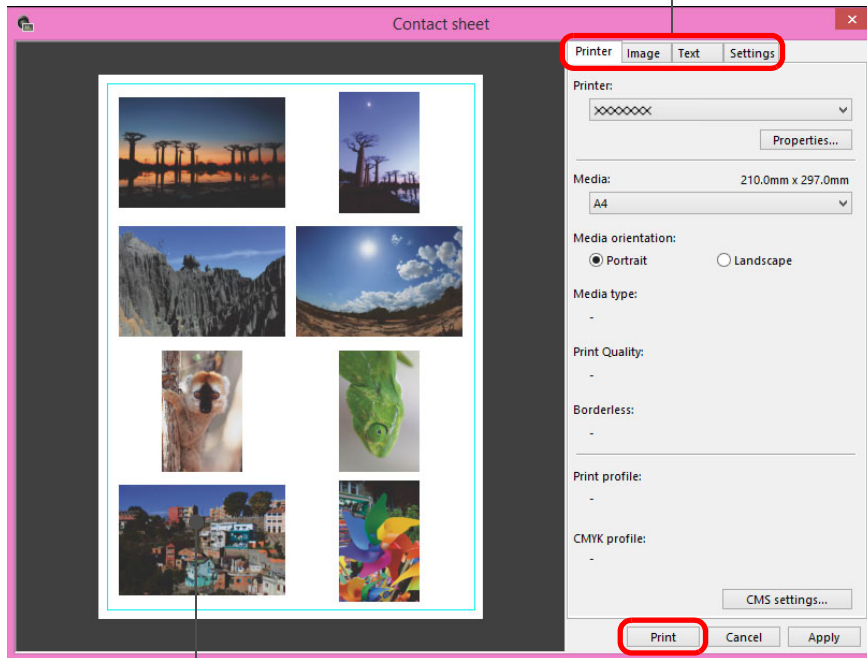 Contact sheet
Printer Image Text Settings
Printer:
XXXXXXX
Properties...
Media: 210.0mm x 297.0mm
A4
Media orientation:
Portrait Landscape
Media type:
-
Print Quality:
-
Borderless:
-
Print profile:
-
CMYK profile:
-
CMS settings...
Print Cancel Apply